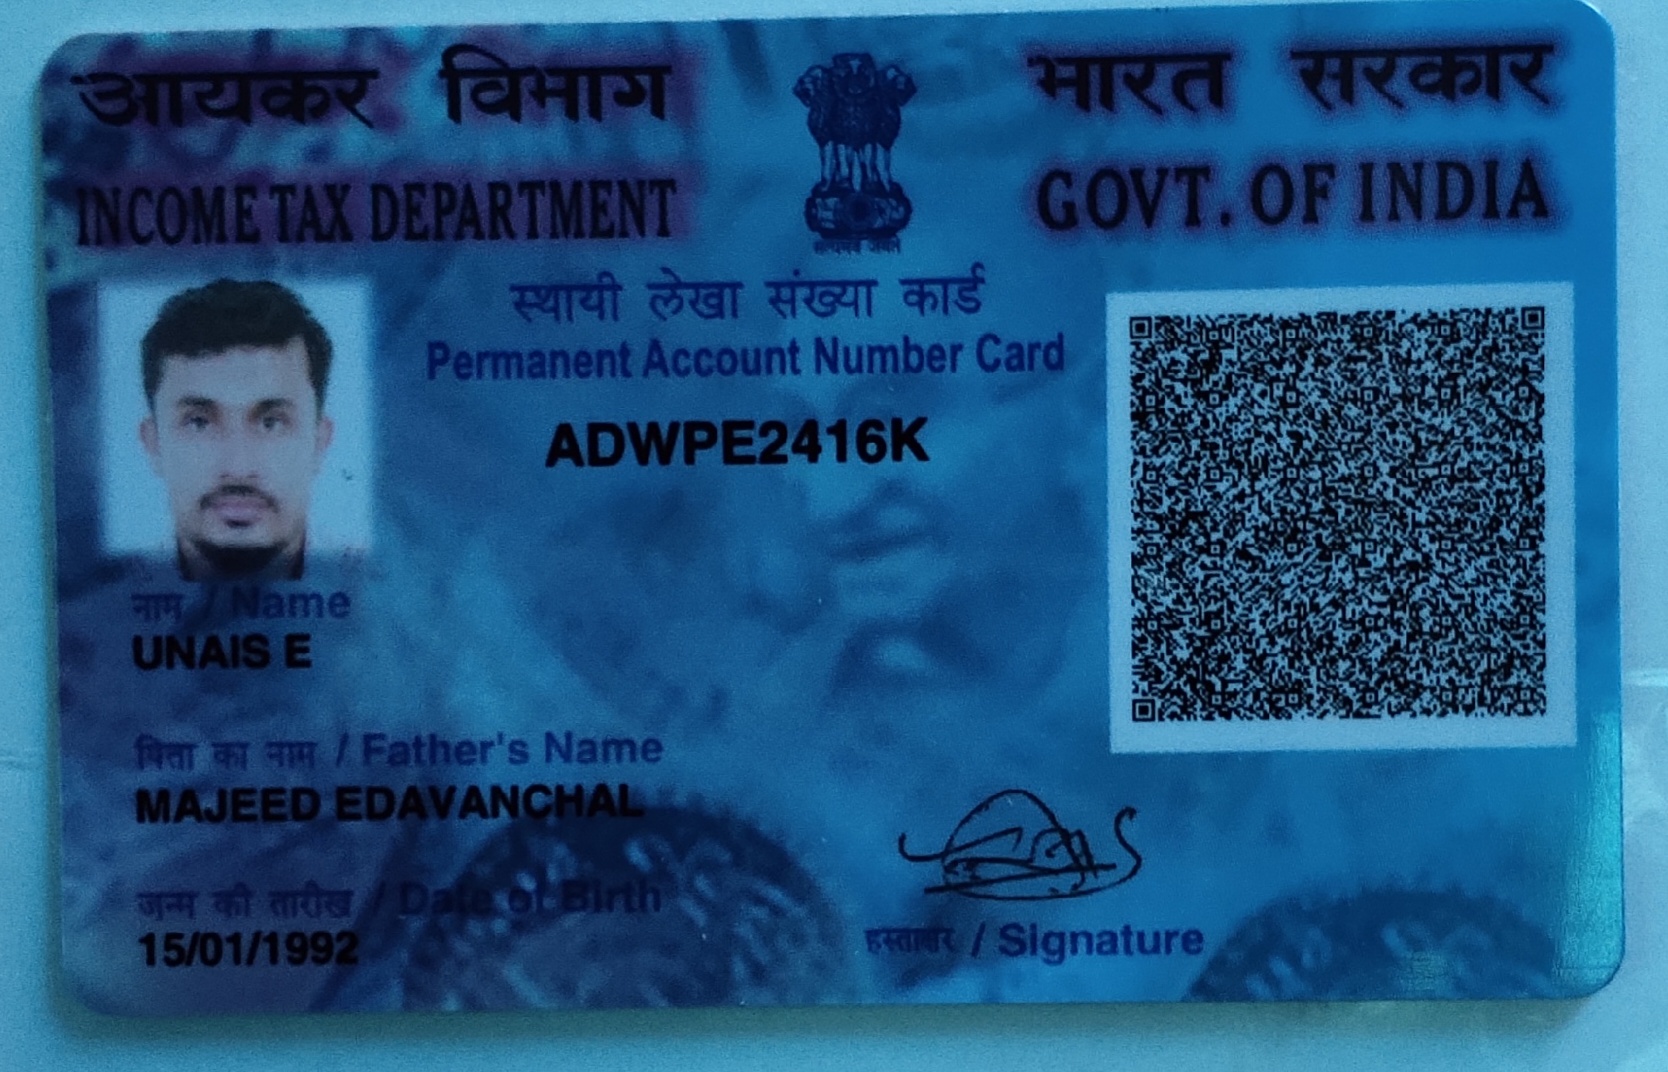 आयकर विभाग
INCOME TAX DEPARTMENT
सत्यमेव जयते
भारत सरकार
GOVT. OF INDIA
स्थायी लेखा संख्या कार्ड
Permanent Account Number Card
ADWPE2416K
नाम / Name
UNAIS E
पिता का नाम / Father's Name
MAJEED EDAVANCHAL
जन्म की तारीख / Date of Birth
15/01/1992
हस्ताक्षर / Signature